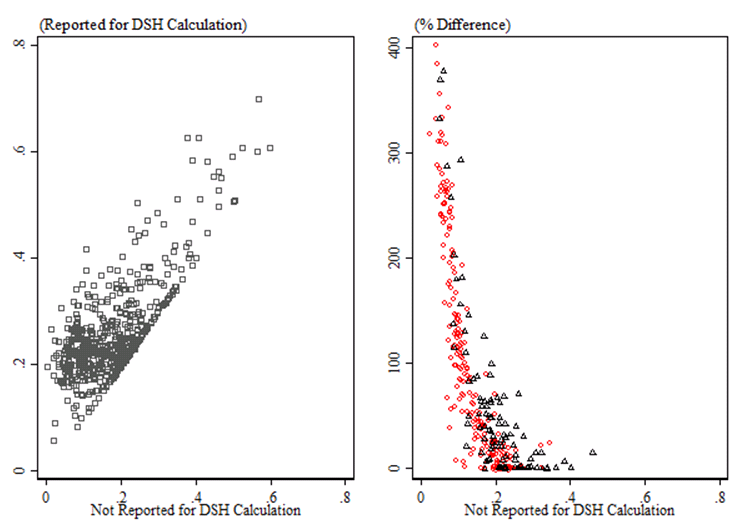 (Reported for DSH Calculation)
.8
.6
.4
.2
0
0 .2 .4 .6 .8
Not Reported for DSH Calculation
(% Difference)
400
300
200
100
0
0 .2 .4 .6 .8
Not Reported for DSH Calculation